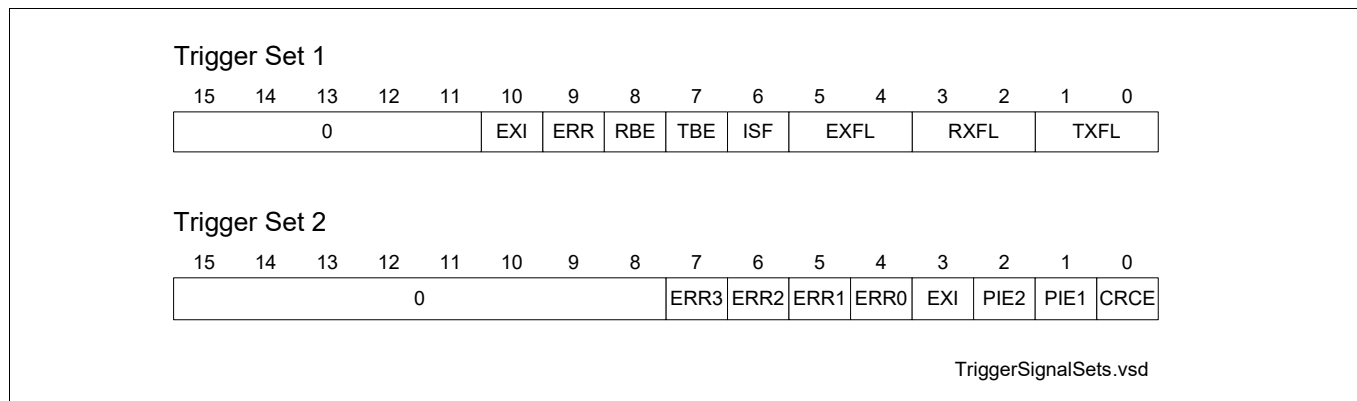 Trigger Set 1
15 14 13 12 11 10 9 8 7 6 5 4 3 2 1 0
0 EXI ERR RBE TBE ISF EXFL RXFL TXFL
Trigger Set 2
15 14 13 12 11 10 9 8 7 6 5 4 3 2 1 0
0 ERR3 ERR2 ERR1 ERR0 EXI PIE2 PIE1 CRCE
TriggerSignalSets.vsd